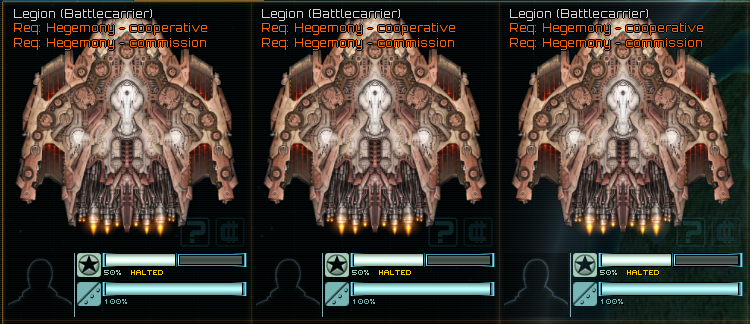 Legion (Battlecarrier) Legion (Battlecarrier) Legion (Battlecarrier)
Req: Hegemony - cooperative Req: Hegemony - cooperative Req: Hegemony - cooperative
Req: Hegemony - commission Req: Hegemony - commission Req: Hegemony - commission
50% HALTED 50% HALTED 50% HALTED
100% 100% 100%